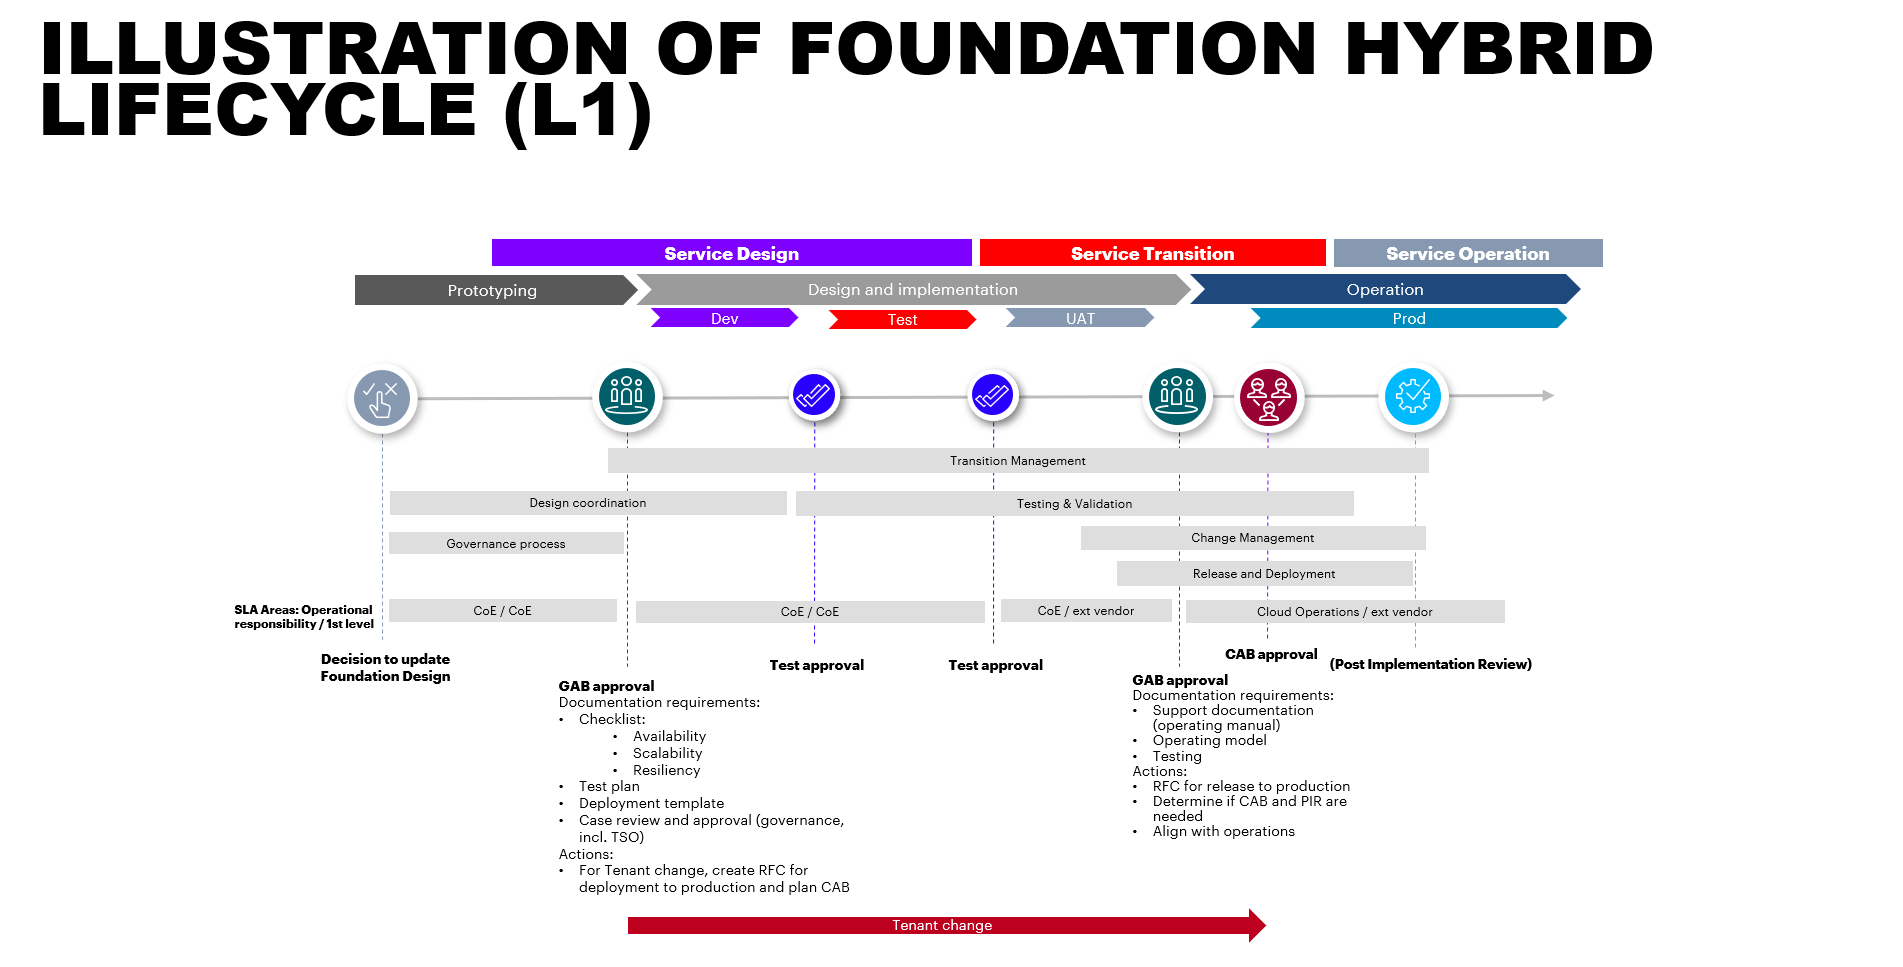 ILLUSTRATION OF FOUNDATION HYBRID
LIFECYCLE (L1)
Service Design
Service Transition
Service Operation
Prototyping
Design and implementation
Operation
Dev
Test
UAT
Prod
Transition Management
Design coordination
Testing & Validation
Governance process
Change Management
Release and Deployment
SLA Areas: Operational
responsibility / 1st level
CoE / CoE
CoE / CoE
CoE / ext vendor
Cloud Operations / ext vendor
Decision to update
Foundation Design
Test approval
Test approval
CAB approval
(Post Implementation Review)
GAB approval
Documentation requirements:
• Checklist:
• Availability
• Scalability
• Resiliency
• Test plan
• Deployment template
• Case review and approval (governance,
incl. TSO)
Actions:
• For Tenant change, create RFC for
deployment to production and plan CAB
GAB approval
Documentation requirements:
• Support documentation
(operating manual)
• Operating model
• Testing
Actions:
• RFC for release to production
• Determine if CAB and PIR are
needed
• Align with operations
Tenant change